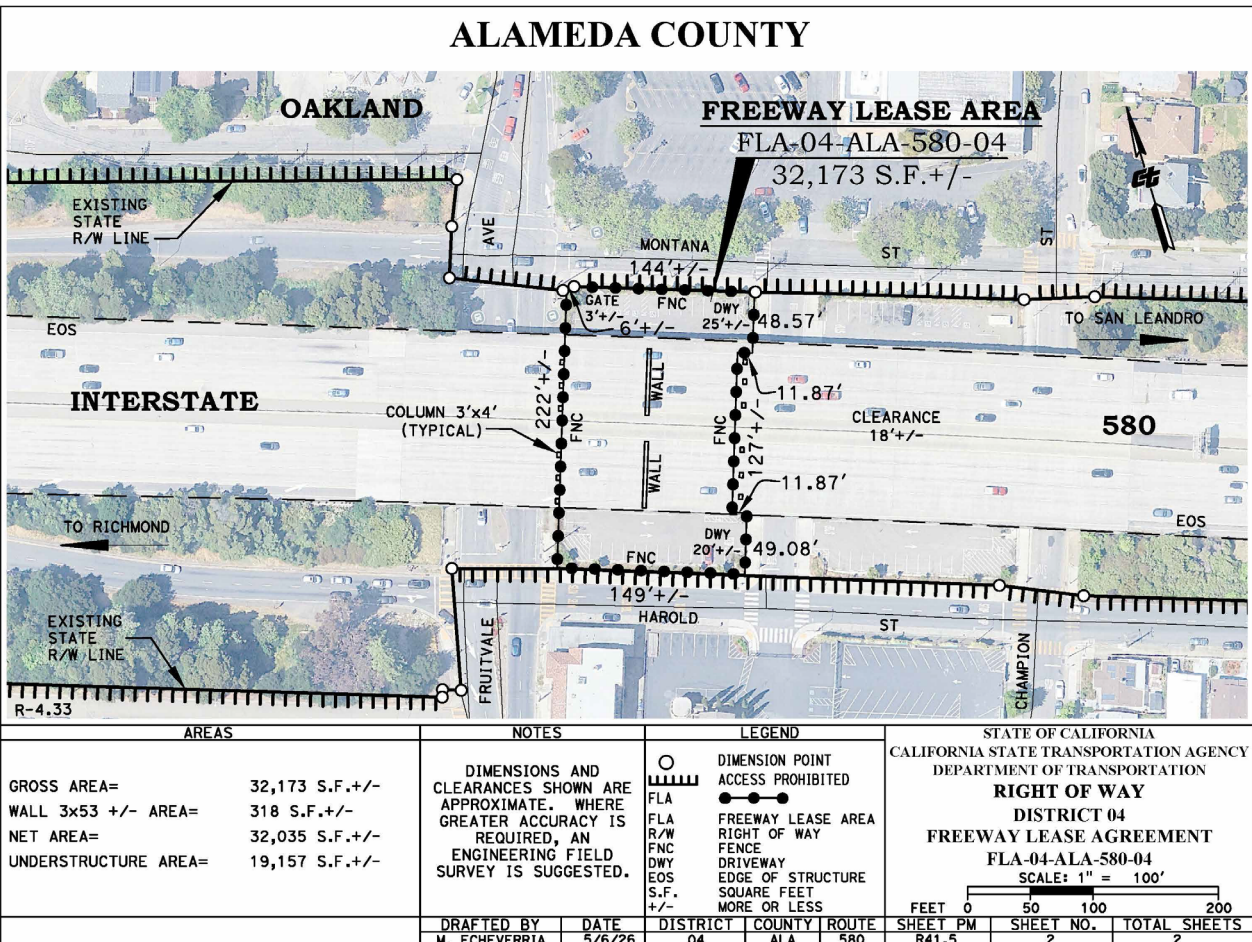 ALAMEDA COUNTY
OAKLAND
FREEWAY LEASE AREA
FLA-04-ALA-580-04
32,173 S.F.+/-
EXISTING
STATE
R/W LINE
AVE
MONTANA
ST
ST
ct
144'+/-
GATE
3'+/-
FNC
DWY
25'+/-
48.57'
6'+/-
TO SAN LEANDRO
EOS
INTERSTATE
222'+/-
FNC
WALL
COLUMN 3'x4'
(TYPICAL)
11.87'
FNC
127'+/-
CLEARANCE
18'+/-
580
WALL
11.87'
TO RICHMOND
EOS
DWY
20'+/-
49.08'
FNC
149'+/-
HAROLD
ST
EXISTING
STATE
R/W LINE
FRUITVALE
CHAMPION
R-4.33
AREAS
GROSS AREA= 32,173 S.F.+/-
WALL 3x53 +/- AREA= 318 S.F.+/-
NET AREA= 32,035 S.F.+/-
UNDERSTRUCTURE AREA= 19,157 S.F.+/-
NOTES
DIMENSIONS AND
CLEARANCES SHOWN ARE
APPROXIMATE. WHERE
GREATER ACCURACY IS
REQUIRED, AN
ENGINEERING FIELD
SURVEY IS SUGGESTED.
LEGEND
DIMENSION POINT
ACCESS PROHIBITED
FLA
FLA FREEWAY LEASE AREA
R/W RIGHT OF WAY
FNC FENCE
DWY DRIVEWAY
EOS EDGE OF STRUCTURE
S.F. SQUARE FEET
+/- MORE OR LESS
STATE OF CALIFORNIA
CALIFORNIA STATE TRANSPORTATION AGENCY
DEPARTMENT OF TRANSPORTATION
RIGHT OF WAY
DISTRICT 04
FREEWAY LEASE AGREEMENT
FLA-04-ALA-580-04
SCALE: 1" = 100'
FEET 0 50 100 200
DRAFTED BY DATE DISTRICT COUNTY ROUTE SHEET PM SHEET NO. TOTAL SHEETS
M. ECHEVERRIA 5/6/26 04 ALA 580 R41.5 2 2